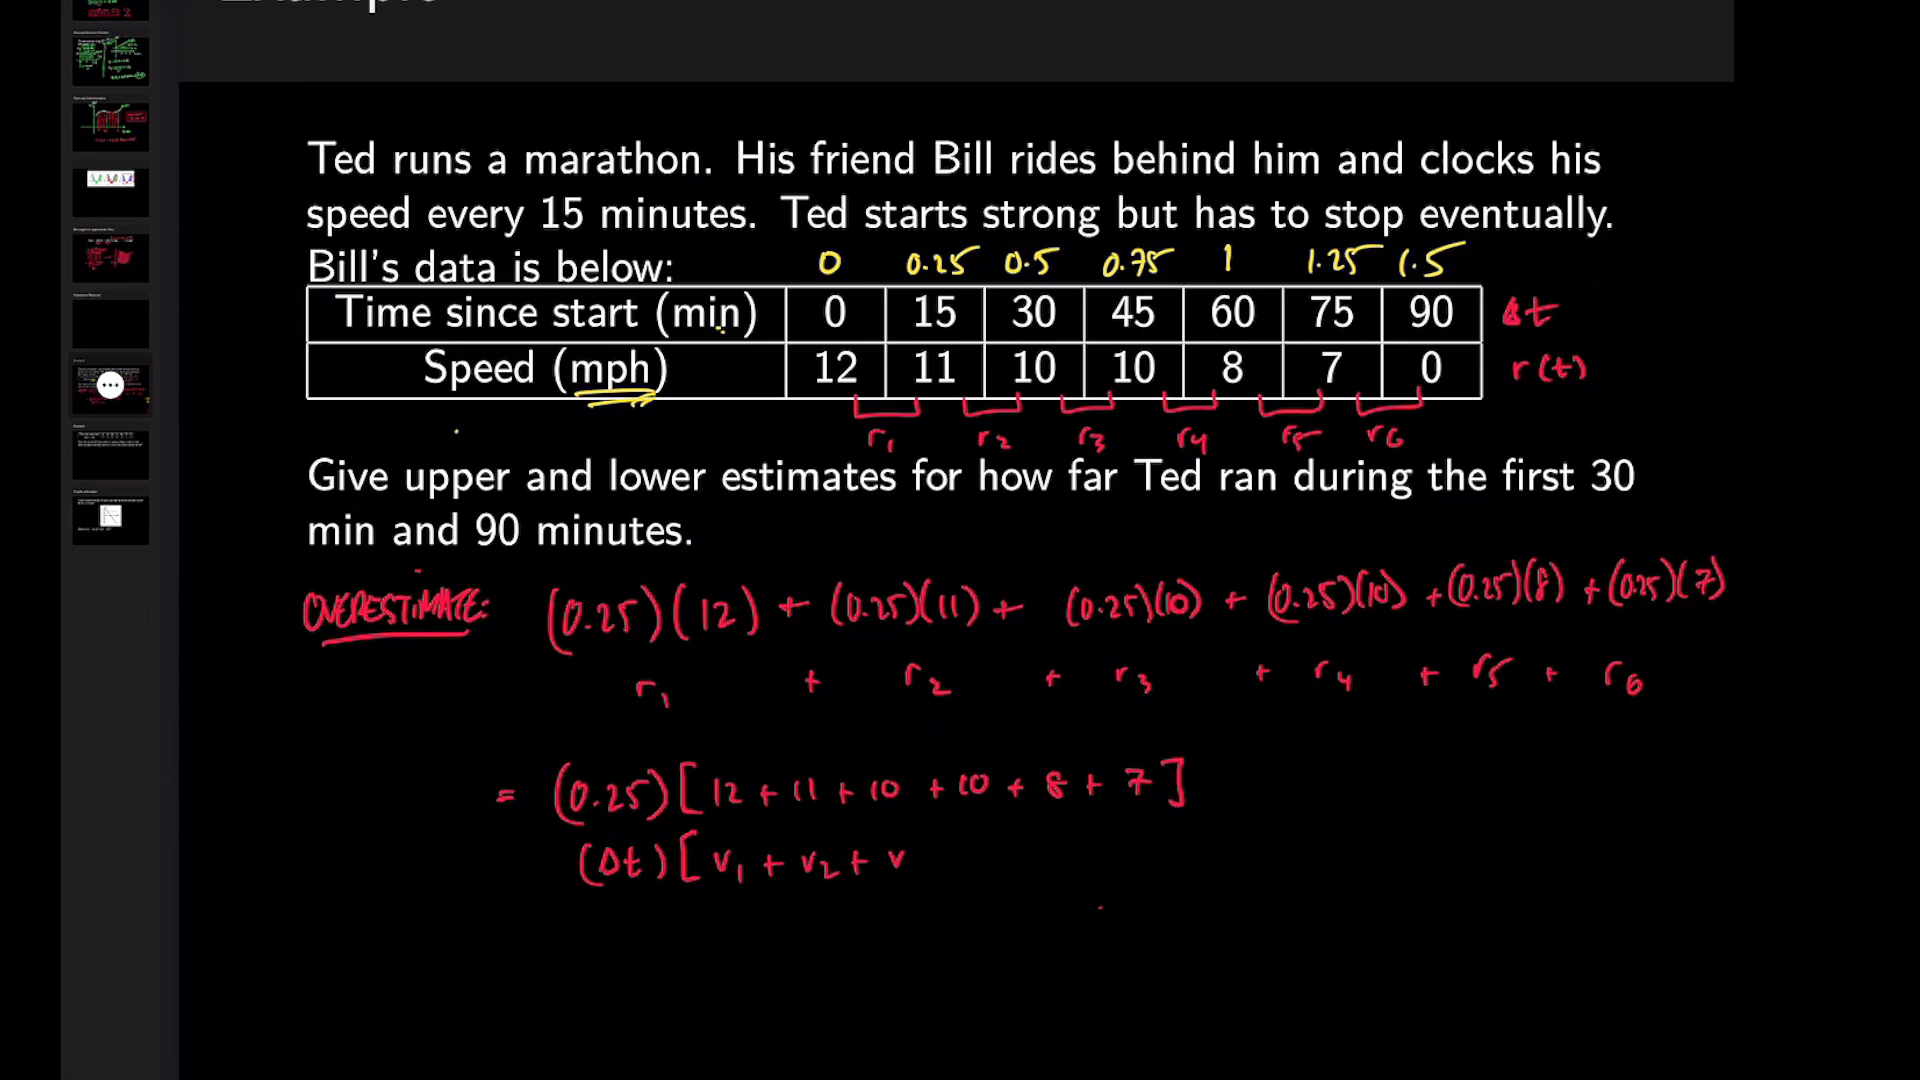 Example
Ted runs a marathon. His friend Bill rides behind him and clocks his
speed every 15 minutes. Ted starts strong but has to stop eventually.
Bill's data is below: 0 0.25 0.5 0.75 1 1.25 1.5
Time since start (min) 0 15 30 45 60 75 90 Δt
Speed (mph) 12 11 10 10 8 7 0 r(t)
r₁ r₂ r₃ r₄ r₅ r₆
Give upper and lower estimates for how far Ted ran during the first 30
min and 90 minutes.
OVERESTIMATE: (0.25)(12) + (0.25)(11) + (0.25)(10) + (0.25)(10) + (0.25)(8) + (0.25)(7)
r₁ + r₂ + r₃ + r₄ + r₅ + r₆
= (0.25)[12 + 11 + 10 + 10 + 8 + 7]
(Δt)[v₁ + v₂ + v